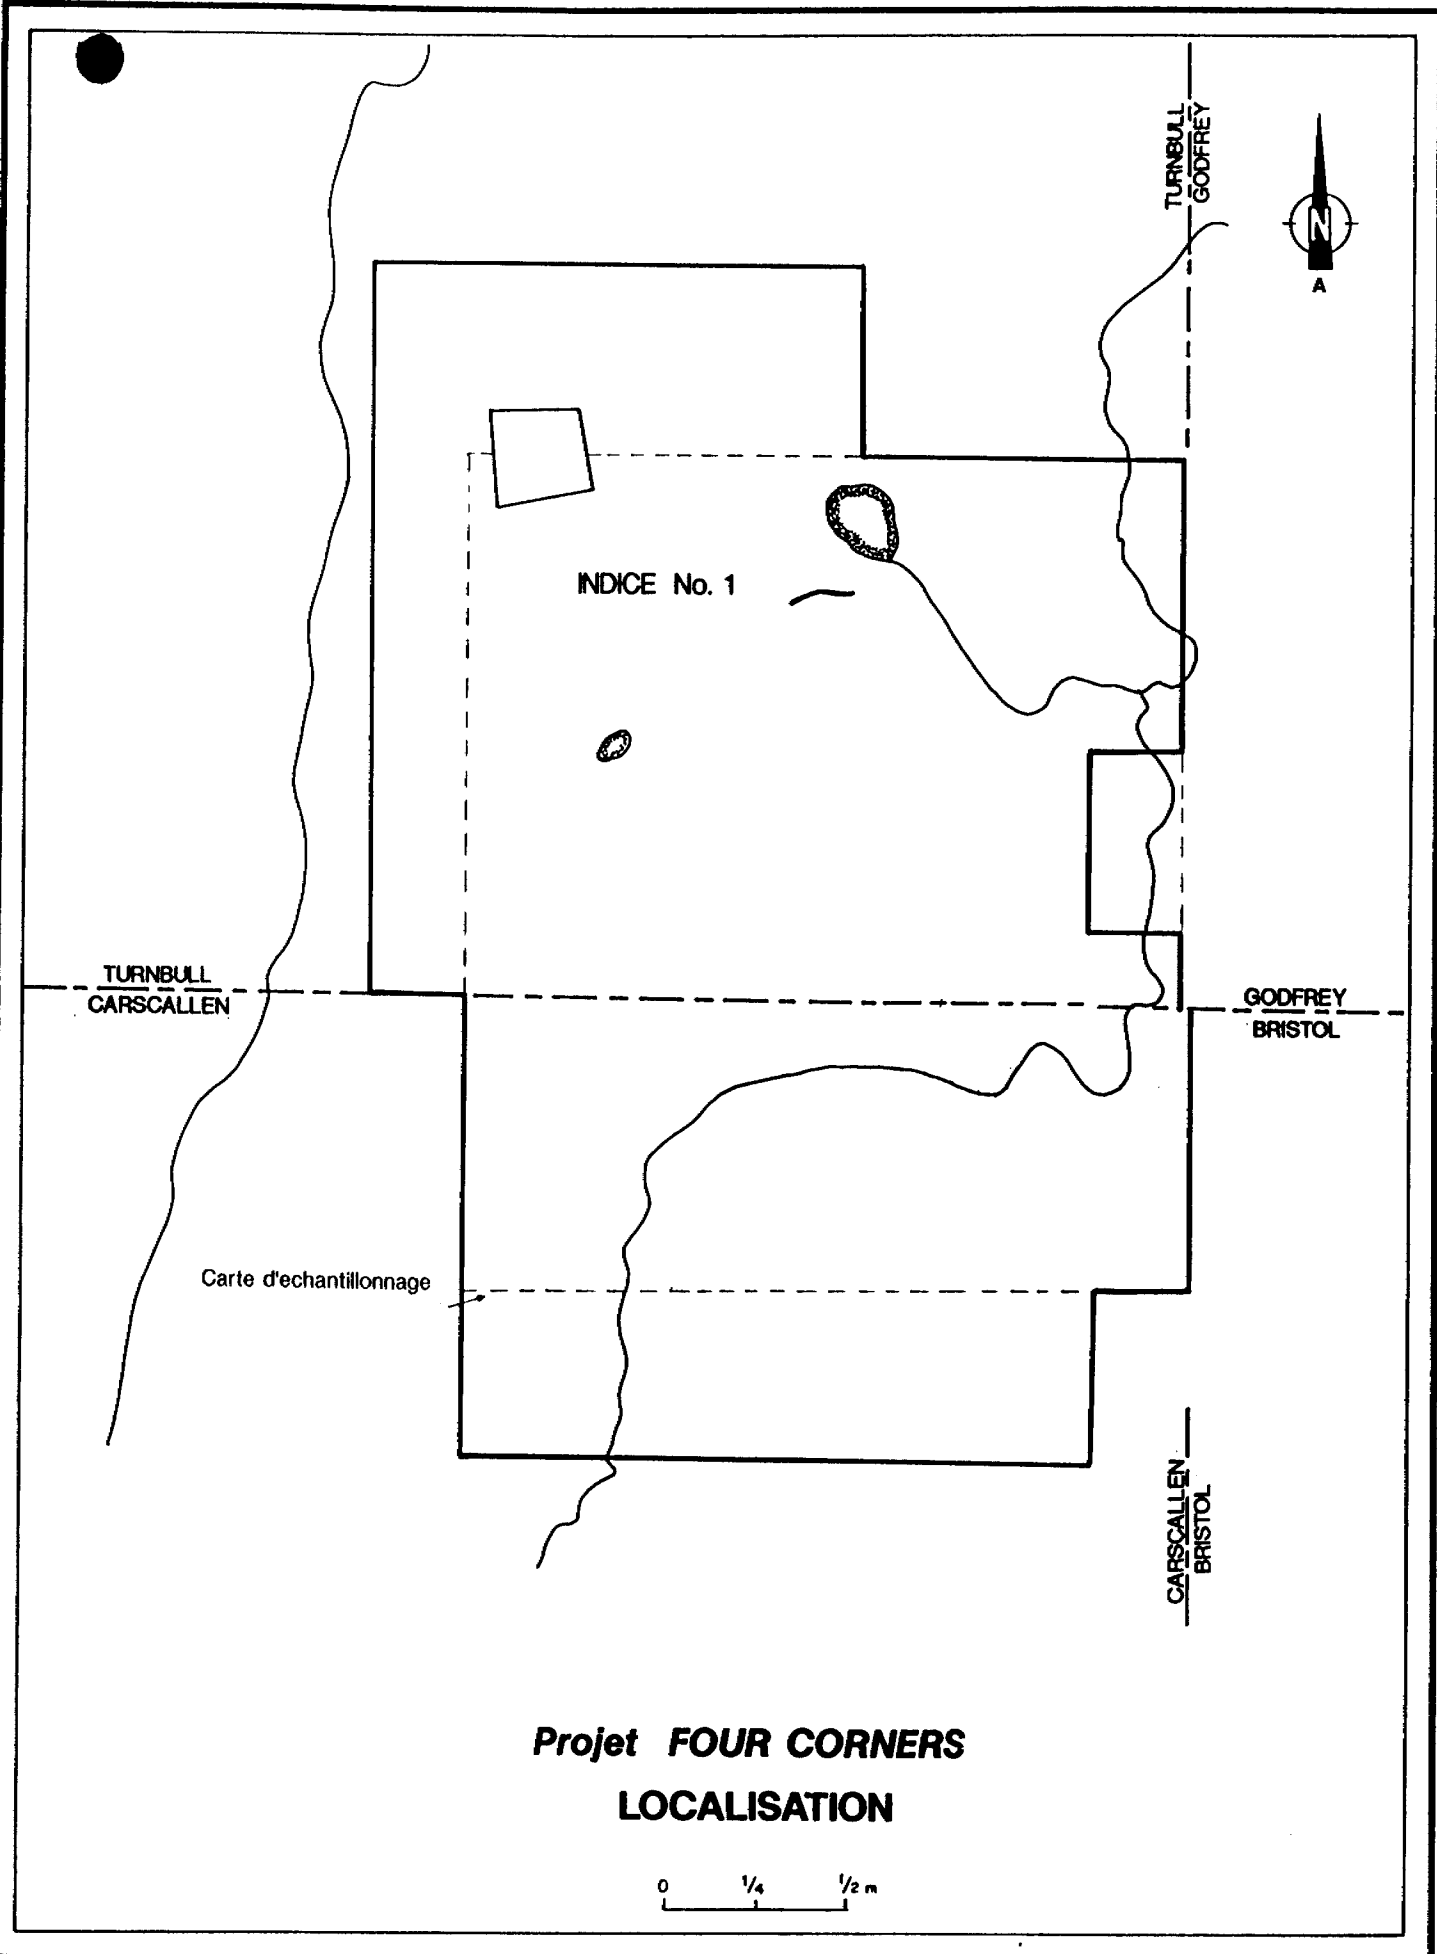 TURNBULL
GODFREY
N
A
INDICE No. 1
TURNBULL
CARSCALLEN
GODFREY
BRISTOL
Carte d'echantillonnage
CARSCALLEN
BRISTOL
Projet FOUR CORNERS
LOCALISATION
0 1/4 1/2 m